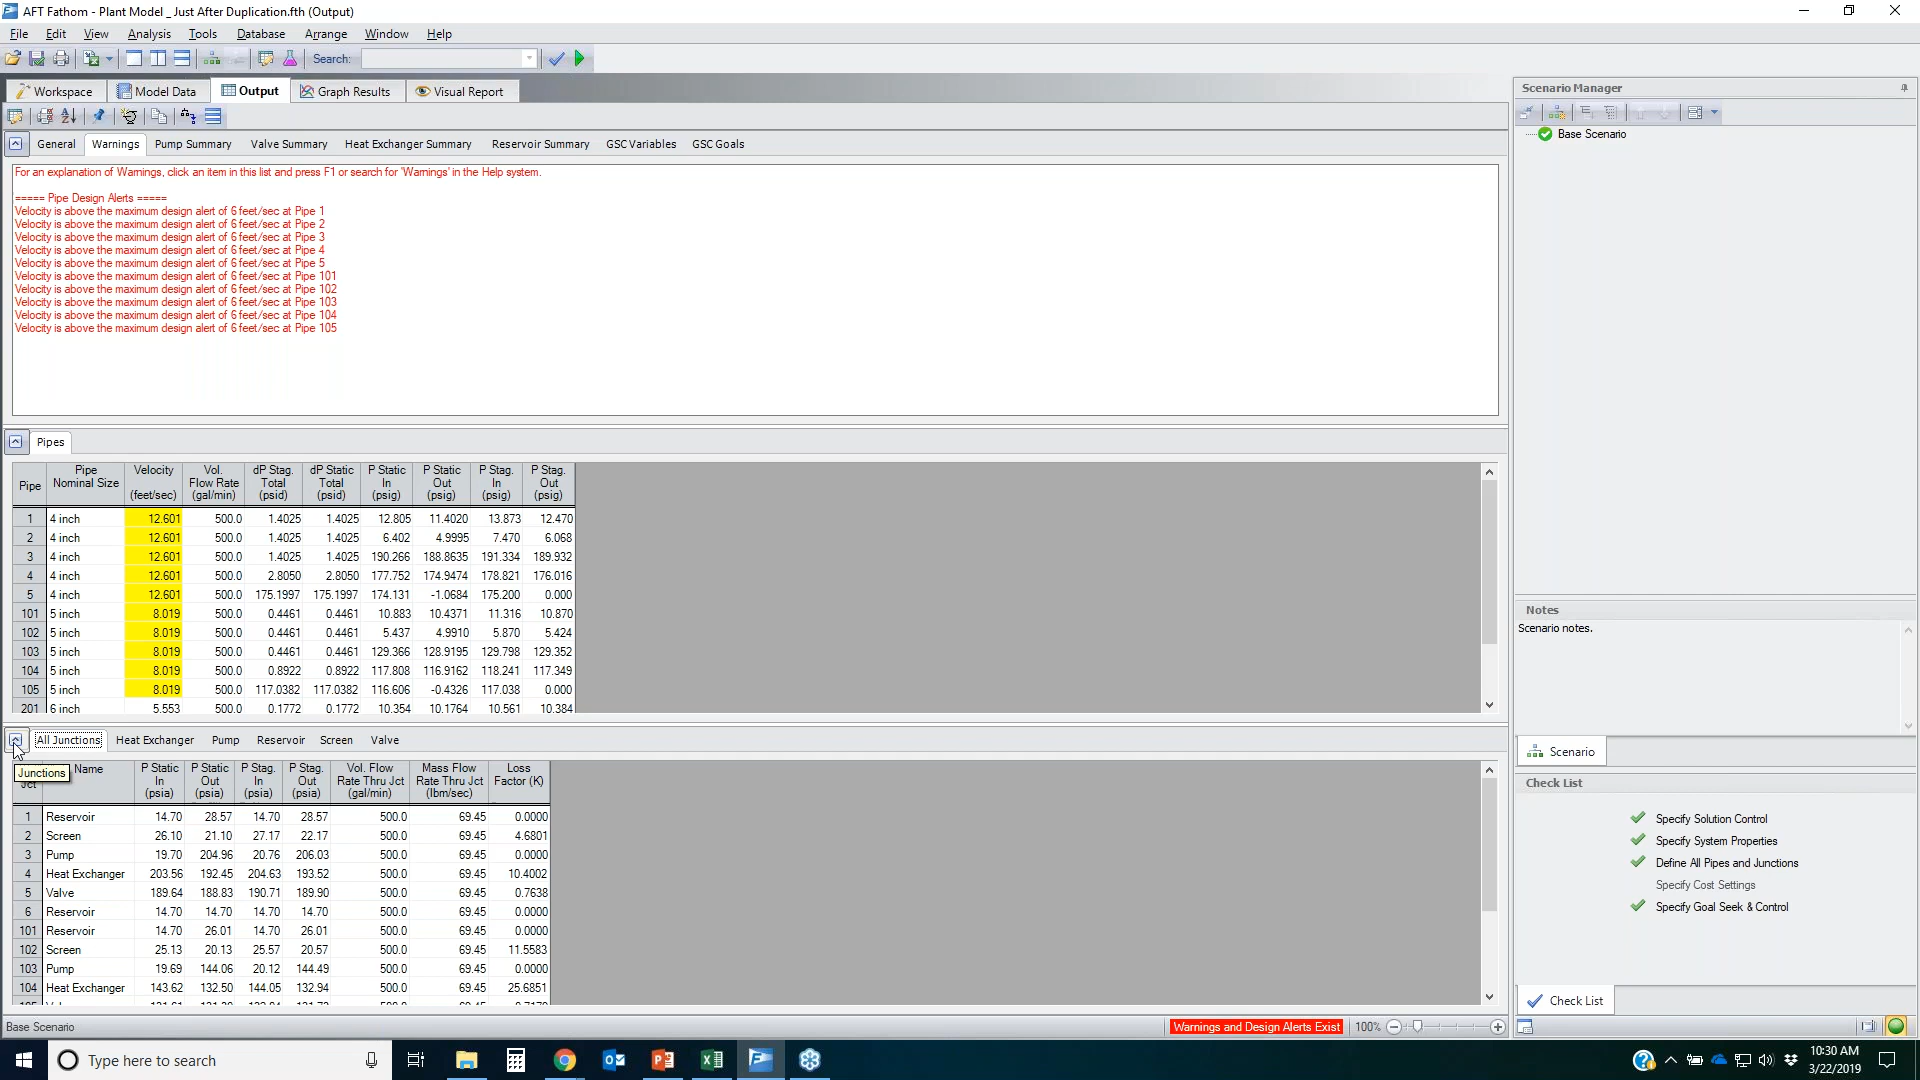 AFT Fathom - Plant Model _ Just After Duplication.fth (Output)
File Edit View Analysis Tools Database Arrange Window Help
Search:
Workspace Model Data Output Graph Results Visual Report
General Warnings Pump Summary Valve Summary Heat Exchanger Summary Reservoir Summary GSC Variables GSC Goals
For an explanation of Warnings, click an item in this list and press F1 or search for 'Warnings' in the Help system.
===== Pipe Design Alerts =====
Velocity is above the maximum design alert of 6 feet/sec at Pipe 1
Velocity is above the maximum design alert of 6 feet/sec at Pipe 2
Velocity is above the maximum design alert of 6 feet/sec at Pipe 3
Velocity is above the maximum design alert of 6 feet/sec at Pipe 4
Velocity is above the maximum design alert of 6 feet/sec at Pipe 5
Velocity is above the maximum design alert of 6 feet/sec at Pipe 101
Velocity is above the maximum design alert of 6 feet/sec at Pipe 102
Velocity is above the maximum design alert of 6 feet/sec at Pipe 103
Velocity is above the maximum design alert of 6 feet/sec at Pipe 104
Velocity is above the maximum design alert of 6 feet/sec at Pipe 105
Pipes
Pipe Velocity Vol. dP Stag. dP Static P Static P Static P Stag. P Stag.
Pipe Nominal Size Flow Rate Total Total In Out In Out
(feet/sec) (gal/min) (psid) (psid) (psig) (psig) (psig) (psig)
1 4 inch 12.601 500.0 1.4025 1.4025 12.805 11.4020 13.873 12.470
2 4 inch 12.601 500.0 1.4025 1.4025 6.402 4.9995 7.470 6.068
3 4 inch 12.601 500.0 1.4025 1.4025 190.266 188.8635 191.334 189.932
4 4 inch 12.601 500.0 2.8050 2.8050 177.752 174.9474 178.821 176.016
5 4 inch 12.601 500.0 175.1997 175.1997 174.131 -1.0684 175.200 0.000
101 5 inch 8.019 500.0 0.4461 0.4461 10.883 10.4371 11.316 10.870
102 5 inch 8.019 500.0 0.4461 0.4461 5.437 4.9910 5.870 5.424
103 5 inch 8.019 500.0 0.4461 0.4461 129.366 128.9195 129.798 129.352
104 5 inch 8.019 500.0 0.8922 0.8922 117.808 116.9162 118.241 117.349
105 5 inch 8.019 500.0 117.0382 117.0382 116.606 -0.4326 117.038 0.000
201 6 inch 5.553 500.0 0.1772 0.1772 10.354 10.1764 10.561 10.384
All Junctions Heat Exchanger Pump Reservoir Screen Valve
Junctions
Name P Static P Static P Stag. P Stag. Vol. Flow Mass Flow Loss
Jct In Out In Out Rate Thru Jct Rate Thru Jct Factor (K)
(psia) (psia) (psia) (psia) (gal/min) (lbm/sec)
1 Reservoir 14.70 28.57 14.70 28.57 500.0 69.45 0.0000
2 Screen 26.10 21.10 27.17 22.17 500.0 69.45 4.6801
3 Pump 19.70 204.96 20.76 206.03 500.0 69.45 0.0000
4 Heat Exchanger 203.56 192.45 204.63 193.52 500.0 69.45 10.4002
5 Valve 189.64 188.83 190.71 189.90 500.0 69.45 0.7638
6 Reservoir 14.70 14.70 14.70 14.70 500.0 69.45 0.0000
101 Reservoir 14.70 26.01 14.70 26.01 500.0 69.45 0.0000
102 Screen 25.13 20.13 25.57 20.57 500.0 69.45 11.5583
103 Pump 19.69 144.06 20.12 144.49 500.0 69.45 0.0000
104 Heat Exchanger 143.62 132.50 144.05 132.94 500.0 69.45 25.6851
Base Scenario
Warnings and Design Alerts Exist 100%
Scenario Manager
Base Scenario
Notes
Scenario notes.
Scenario
Check List
Specify Solution Control
Specify System Properties
Define All Pipes and Junctions
Specify Cost Settings
Specify Goal Seek & Control
Check List
Type here to search
10:30 AM
3/22/2019